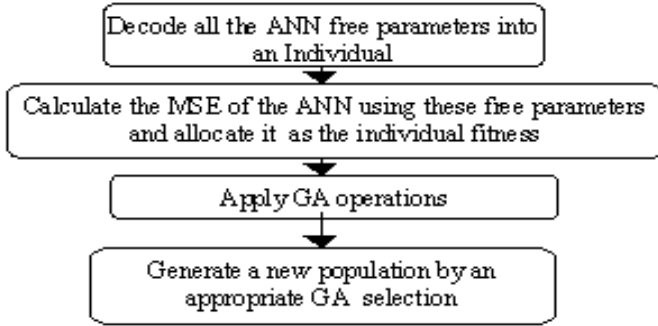 Decode all the ANN free parameters into
an Individual
Calculate the MSE of the ANN using these free parameters
and allocate it as the individual fitness
Apply GA operations
Generate a new population by an
appropriate GA selection